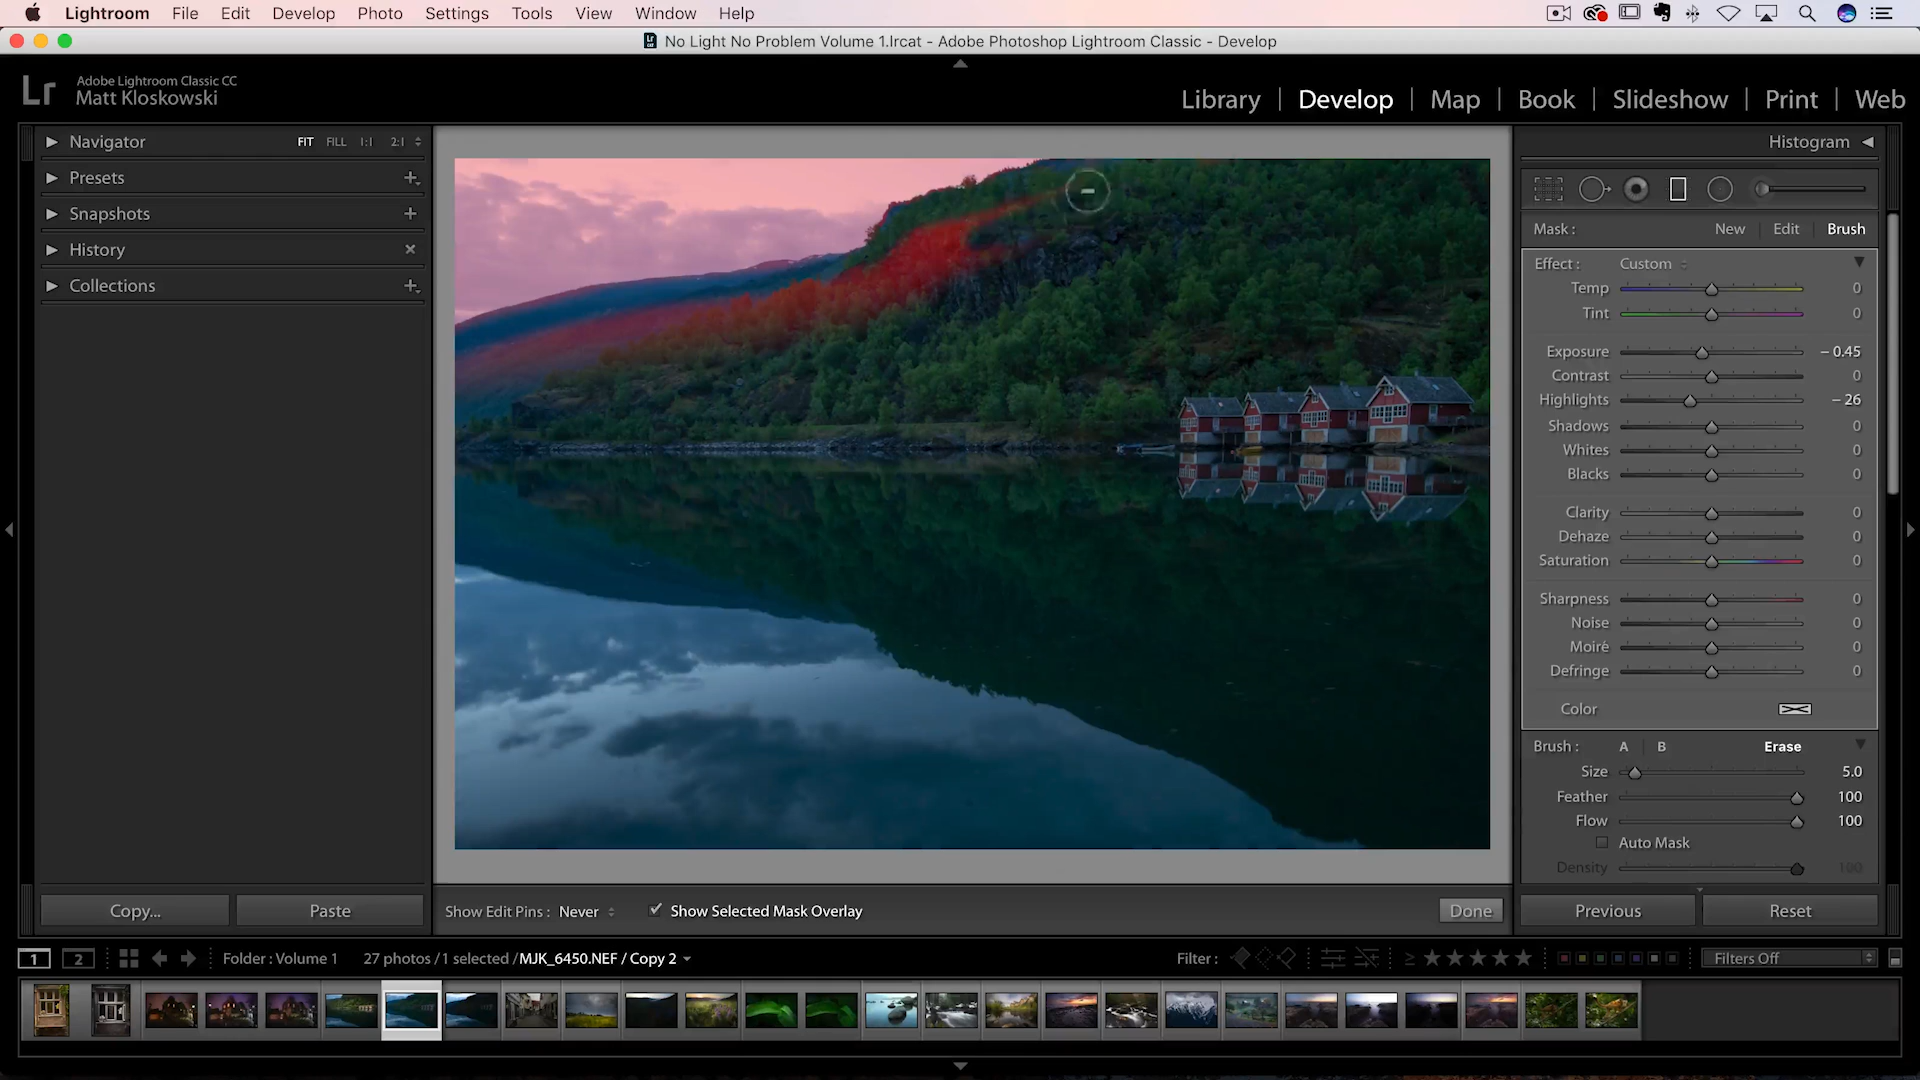 Lightroom File Edit Develop Photo Settings Tools View Window Help
No Light No Problem Volume 1.lrcat - Adobe Photoshop Lightroom Classic - Develop
Lr Adobe Lightroom Classic CC
Matt Kloskowski
Library | Develop | Map | Book | Slideshow | Print | Web
Navigator FIT FILL 1:1 2:1
Presets
Snapshots
History
Collections
Histogram
Mask : New Edit Brush
Effect : Custom
Temp 0
Tint 0
Exposure – 0.45
Contrast 0
Highlights – 26
Shadows 0
Whites 0
Blacks 0
Clarity 0
Dehaze 0
Saturation 0
Sharpness 0
Noise 0
Moiré 0
Defringe 0
Color
Brush : A B Erase
Size 5.0
Feather 100
Flow 100
Auto Mask
Density 100
Copy... Paste
Show Edit Pins : Never Show Selected Mask Overlay Done
Previous Reset
1 2 Folder : Volume 1 27 photos / 1 selected / MJK_6450.NEF / Copy 2 Filter : ≥ Filters Off